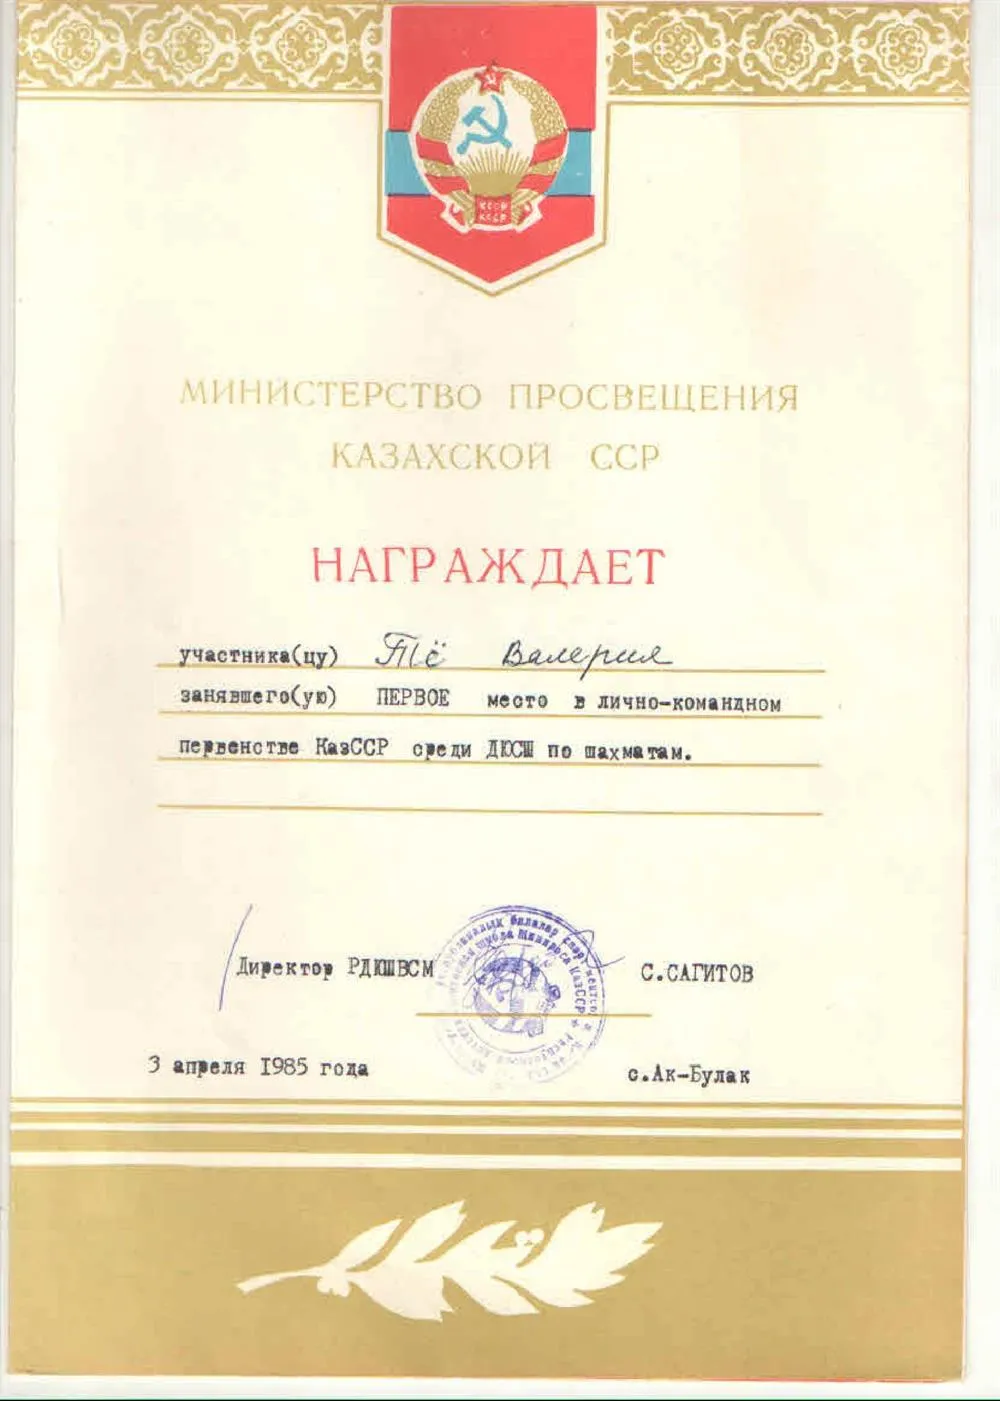 МИНИСТЕРСТВО ПРОСВЕЩЕНИЯ
КАЗАХСКОЙ ССР
НАГРАЖДАЕТ
участника(цу) Тё Валерия
занявшего(ую) ПЕРВОЕ место в лично-командном
первенстве КазССР среди ДЮСШ по шахматам.
Директор РДЮШВСМ С.САГИТОВ
3 апреля 1985 года с.Ак-Булак